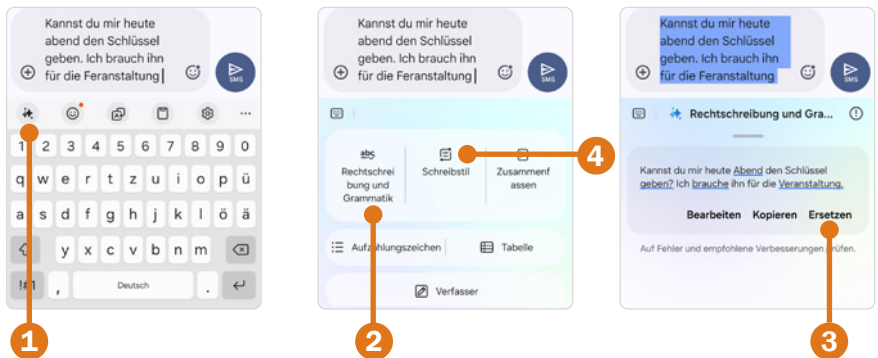 Kannst du mir heute
abend den Schlüssel
geben. Ich brauch ihn
für die Feranstaltung
SMS
1 2 3 4 5 6 7 8 9 0
q w e r t z u i o p ü
a s d f g h j k l ö ä
y x c v b n m
!#1 , Deutsch .
1
Kannst du mir heute
abend den Schlüssel
geben. Ich brauch ihn
für die Feranstaltung
SMS
abç
Rechtschrei
bung und
Grammatik
Schreibstil
Zusammenf
assen
4
Aufzählungszeichen
Tabelle
Verfasser
2
Kannst du mir heute
abend den Schlüssel
geben. Ich brauch ihn
für die Feranstaltung
SMS
Rechtschreibung und Gra...
Kannst du mir heute Abend den Schlüssel
geben? Ich brauche ihn für die Veranstaltung.
Bearbeiten Kopieren Ersetzen
Auf Fehler und empfohlene Verbesserungen prüfen.
3